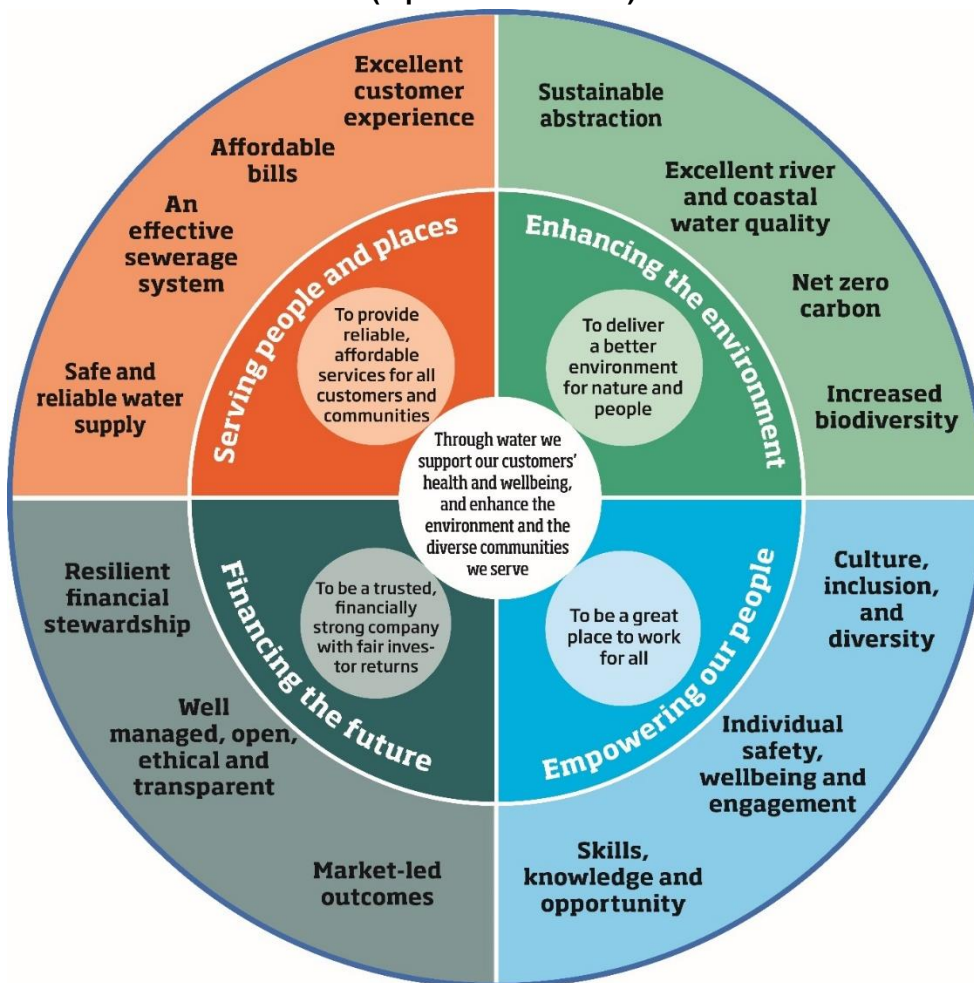 Excellent
customer
experience
Affordable
bills
An
effective
sewerage
system
Safe and
reliable water
supply
Serving people and places
To provide
reliable,
affordable
services for all
customers and
communities
Sustainable
abstraction
Excellent river
and coastal
water quality
Net zero
carbon
Increased
biodiversity
Enhancing the environment
To deliver
a better
environment
for nature and
people
Through water we
support our customers'
health and wellbeing,
and enhance the
environment and the
diverse communities
we serve
Resilient
financial
stewardship
Well
managed, open,
ethical and
transparent
Market-led
outcomes
Financing the future
To be a trusted,
financially
strong company
with fair inves-
tor returns
Culture,
inclusion,
and
diversity
Individual
safety,
wellbeing and
engagement
Skills,
knowledge and
opportunity
Empowering our people
To be a great
place to work
for all